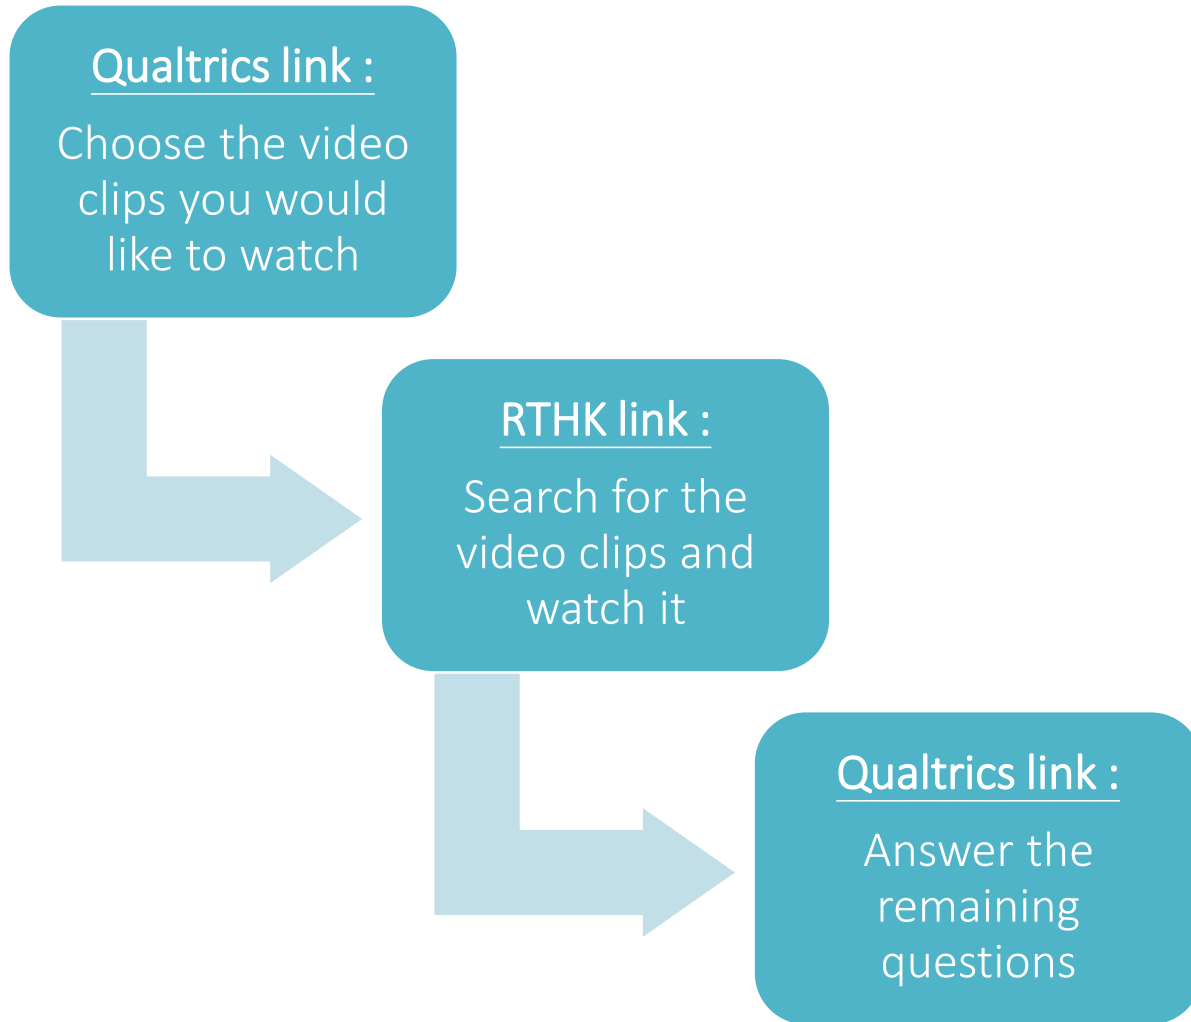 Qualtrics link :
Choose the video
clips you would
like to watch
RTHK link :
Search for the
video clips and
watch it
Qualtrics link :
Answer the
remaining
questions